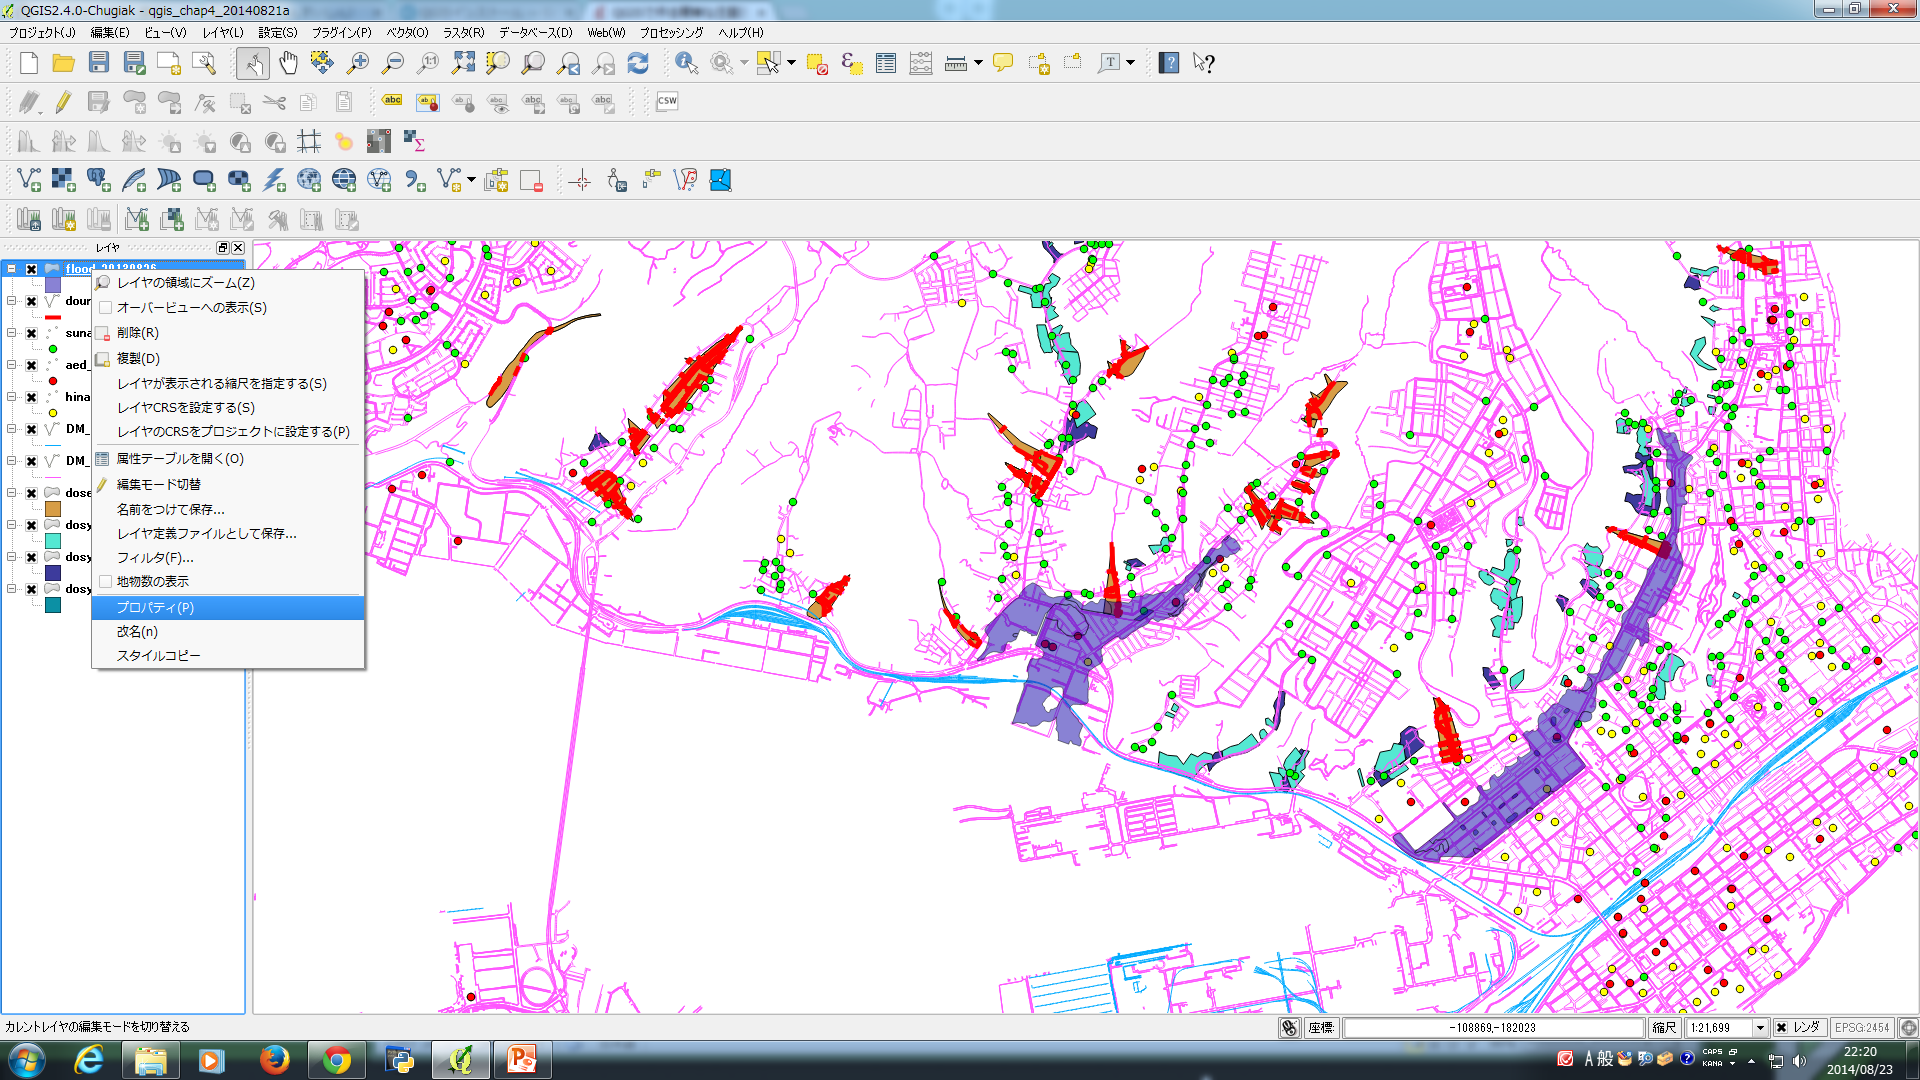 QGIS2.4.0-Chugiak - qgis_chap4_20140821a
プロジェクト(J) 編集(E) ビュー(V) レイヤ(L) 設定(S) プラグイン(P) ベクタ(O) ラスタ(R) データベース(D) Web(W) プロセッシング ヘルプ(H)
abc abc abc abc abc abc abc CSW
レイヤ
flood_20130826
dour
suna
aed_
hina
DM_
DM_
dose
dosy
dosy
dosy
レイヤの領域にズーム(Z)
オーバービューへの表示(S)
削除(R)
複製(D)
レイヤが表示される縮尺を指定する(S)
レイヤCRSを設定する(S)
レイヤのCRSをプロジェクトに設定する(P)
属性テーブルを開く(O)
編集モード切替
名前をつけて保存...
レイヤ定義ファイルとして保存...
フィルタ(F)...
地物数の表示
プロパティ(P)
改名(n)
スタイルコピー
カレントレイヤの編集モードを切り替える
座標: -108869,-182023 縮尺 1:21,699 レンダ EPSG:2454
A 般 CAPS KANA
22:20
2014/08/23